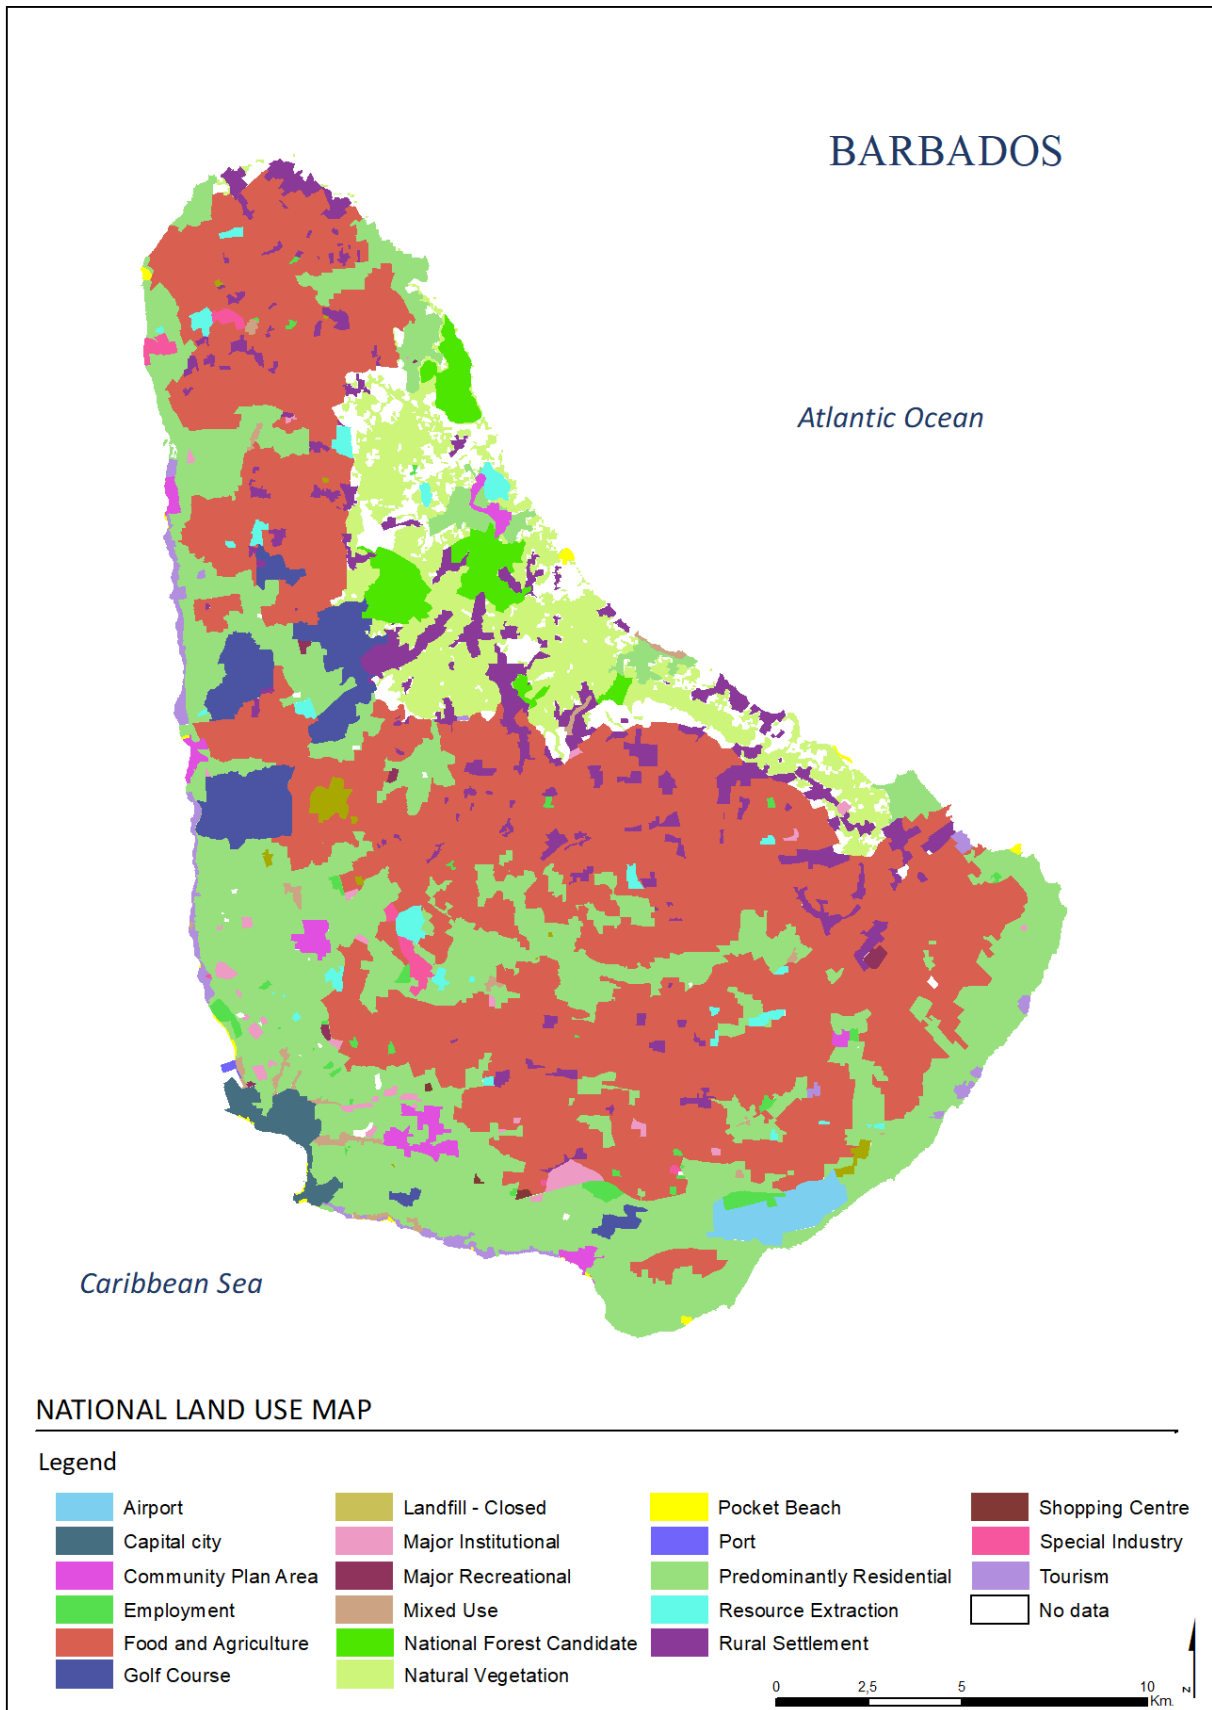 BARBADOS
Atlantic Ocean
Caribbean Sea
NATIONAL LAND USE MAP
Legend
Airport
Capital city
Community Plan Area
Employment
Food and Agriculture
Golf Course
Landfill - Closed
Major Institutional
Major Recreational
Mixed Use
National Forest Candidate
Natural Vegetation
Pocket Beach
Port
Predominantly Residential
Resource Extraction
Rural Settlement
Shopping Centre
Special Industry
Tourism
No data
0 2,5 5 10
Km.
N